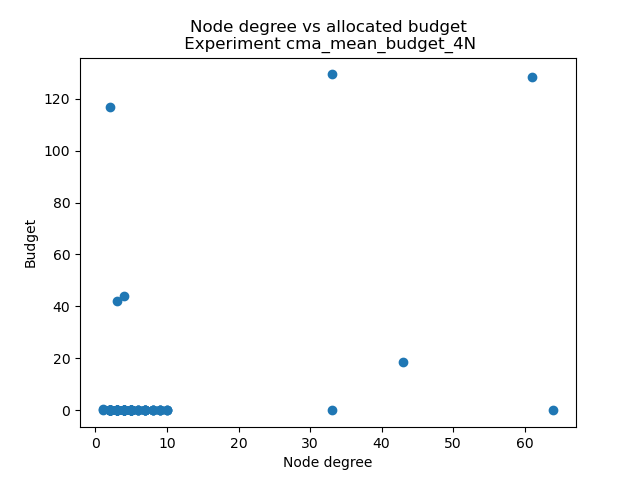 Node degree vs allocated budget
Experiment cma_mean_budget_4N
120
100
80
60
40
20
0
Budget
0 10 20 30 40 50 60
Node degree